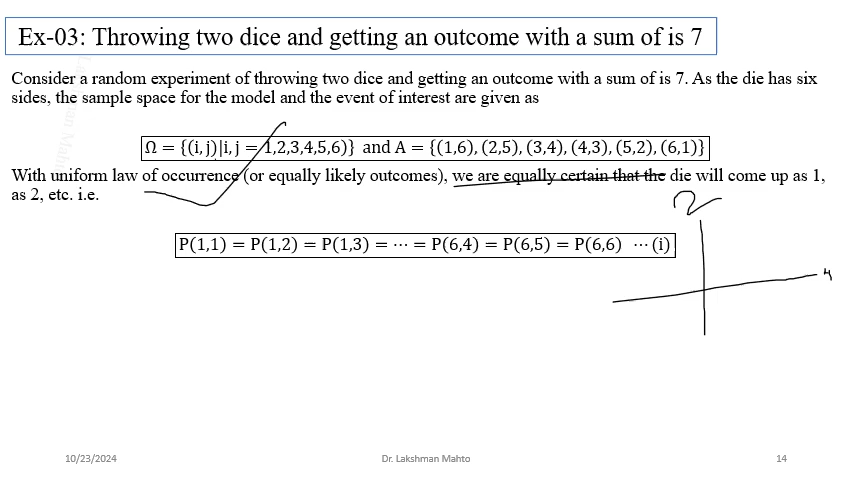 Ex-03: Throwing two dice and getting an outcome with a sum of is 7
Consider a random experiment of throwing two dice and getting an outcome with a sum of is 7. As the die has six
sides, the sample space for the model and the event of interest are given as
Ω = {(i, j)|i, j = 1,2,3,4,5,6)} and A = {(1,6), (2,5), (3,4), (4,3), (5,2), (6,1)}
With uniform law of occurrence (or equally likely outcomes), we are equally certain that the die will come up as 1,
as 2, etc. i.e.
P(1,1) = P(1,2) = P(1,3) = ⋯ = P(6,4) = P(6,5) = P(6,6) ⋯ (i)
10/23/2024 Dr. Lakshman Mahto 14